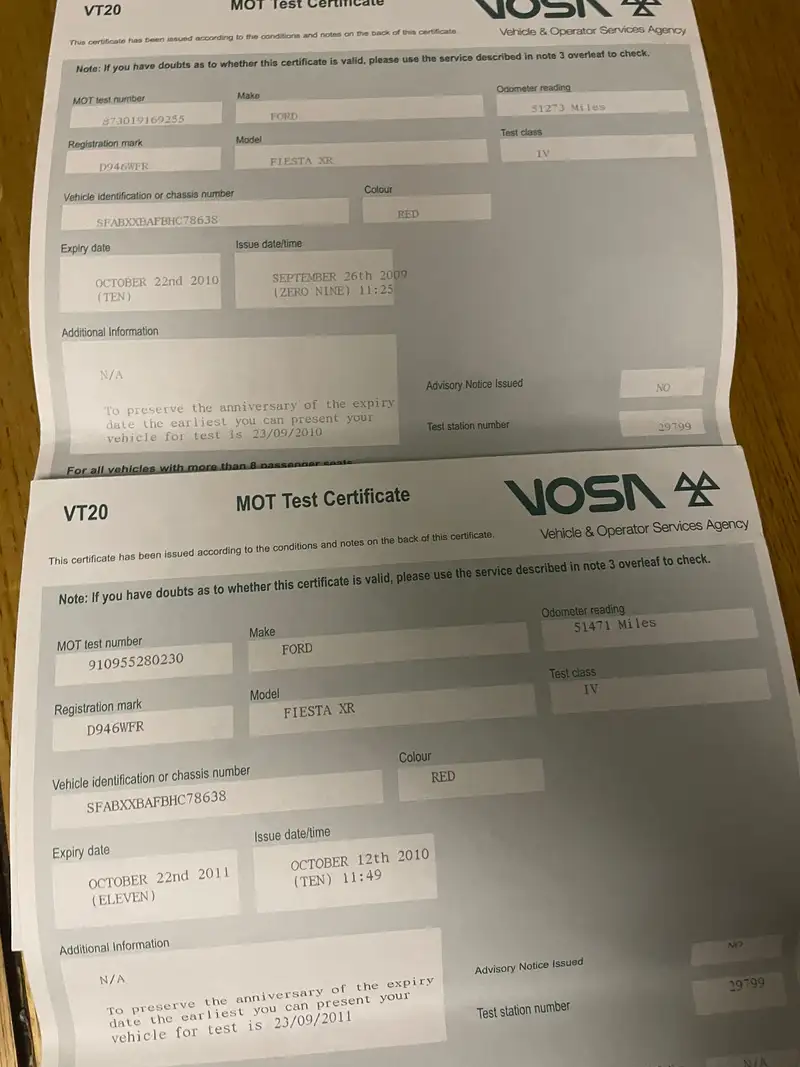 VT20
MOT Test Certificate
VOSA
Vehicle & Operator Services Agency
This certificate has been issued according to the conditions and notes on the back of this certificate.
Note: If you have doubts as to whether this certificate is valid, please use the service described in note 3 overleaf to check.
MOT test number
873019169255
Make
FORD
Odometer reading
51273 Miles
Registration mark
D946WFR
Model
FIESTA XR
Test class
IV
Vehicle identification or chassis number
SFABXXBAFBHC78638
Colour
RED
Expiry date
OCTOBER 22nd 2010
(TEN)
Issue date/time
SEPTEMBER 26th 2009
(ZERO NINE) 11:25
Additional Information
N/A
To preserve the anniversary of the expiry
date the earliest you can present your
vehicle for test is 23/09/2010
Advisory Notice Issued
NO
Test station number
29799
For all vehicles with more than 8 passenger seats
VT20
MOT Test Certificate
VOSA
Vehicle & Operator Services Agency
This certificate has been issued according to the conditions and notes on the back of this certificate.
Note: If you have doubts as to whether this certificate is valid, please use the service described in note 3 overleaf to check.
MOT test number
910955280230
Make
FORD
Odometer reading
51471 Miles
Registration mark
D946WFR
Model
FIESTA XR
Test class
IV
Vehicle identification or chassis number
SFABXXBAFBHC78638
Colour
RED
Expiry date
OCTOBER 22nd 2011
(ELEVEN)
Issue date/time
OCTOBER 12th 2010
(TEN) 11:49
Additional Information
N/A
To preserve the anniversary of the expiry
date the earliest you can present your
vehicle for test is 23/09/2011
Advisory Notice Issued
NO
Test station number
29799
N/A